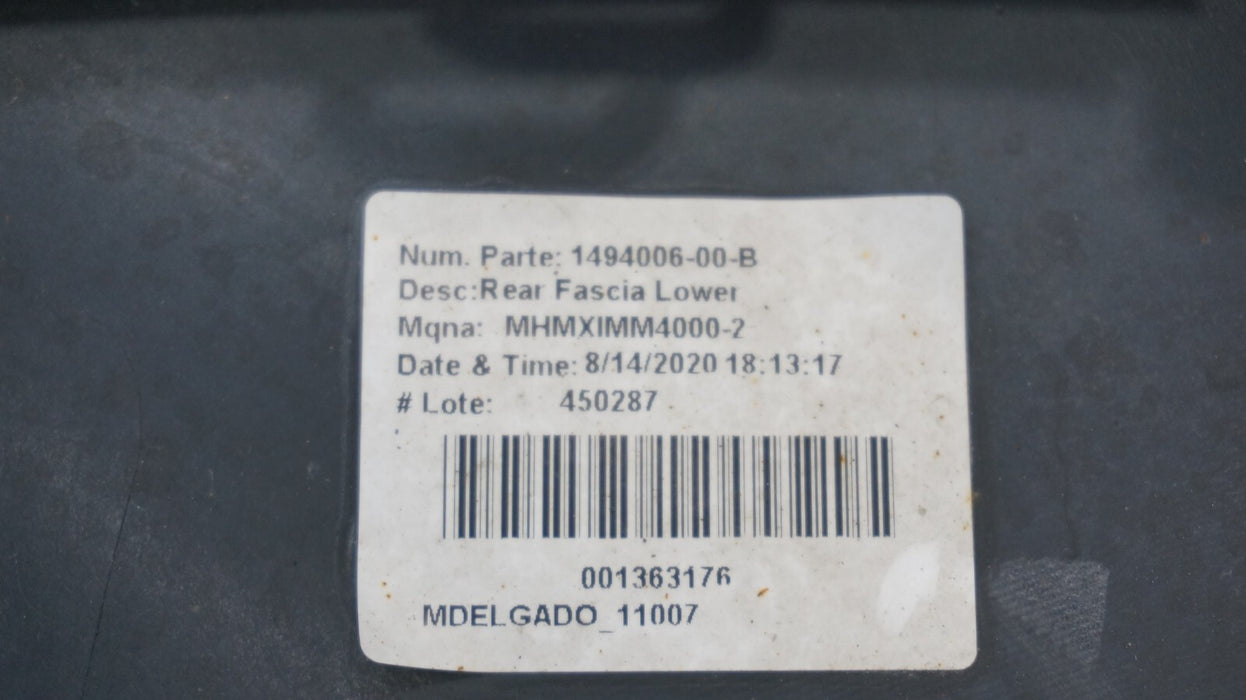 Num. Parte: 1494006-00-B
Desc:Rear Fascia Lower
Mqna: MHMXIMM4000-2
Date & Time: 8/14/2020 18:13:17
# Lote: 450287
001363176
MDELGADO_11007